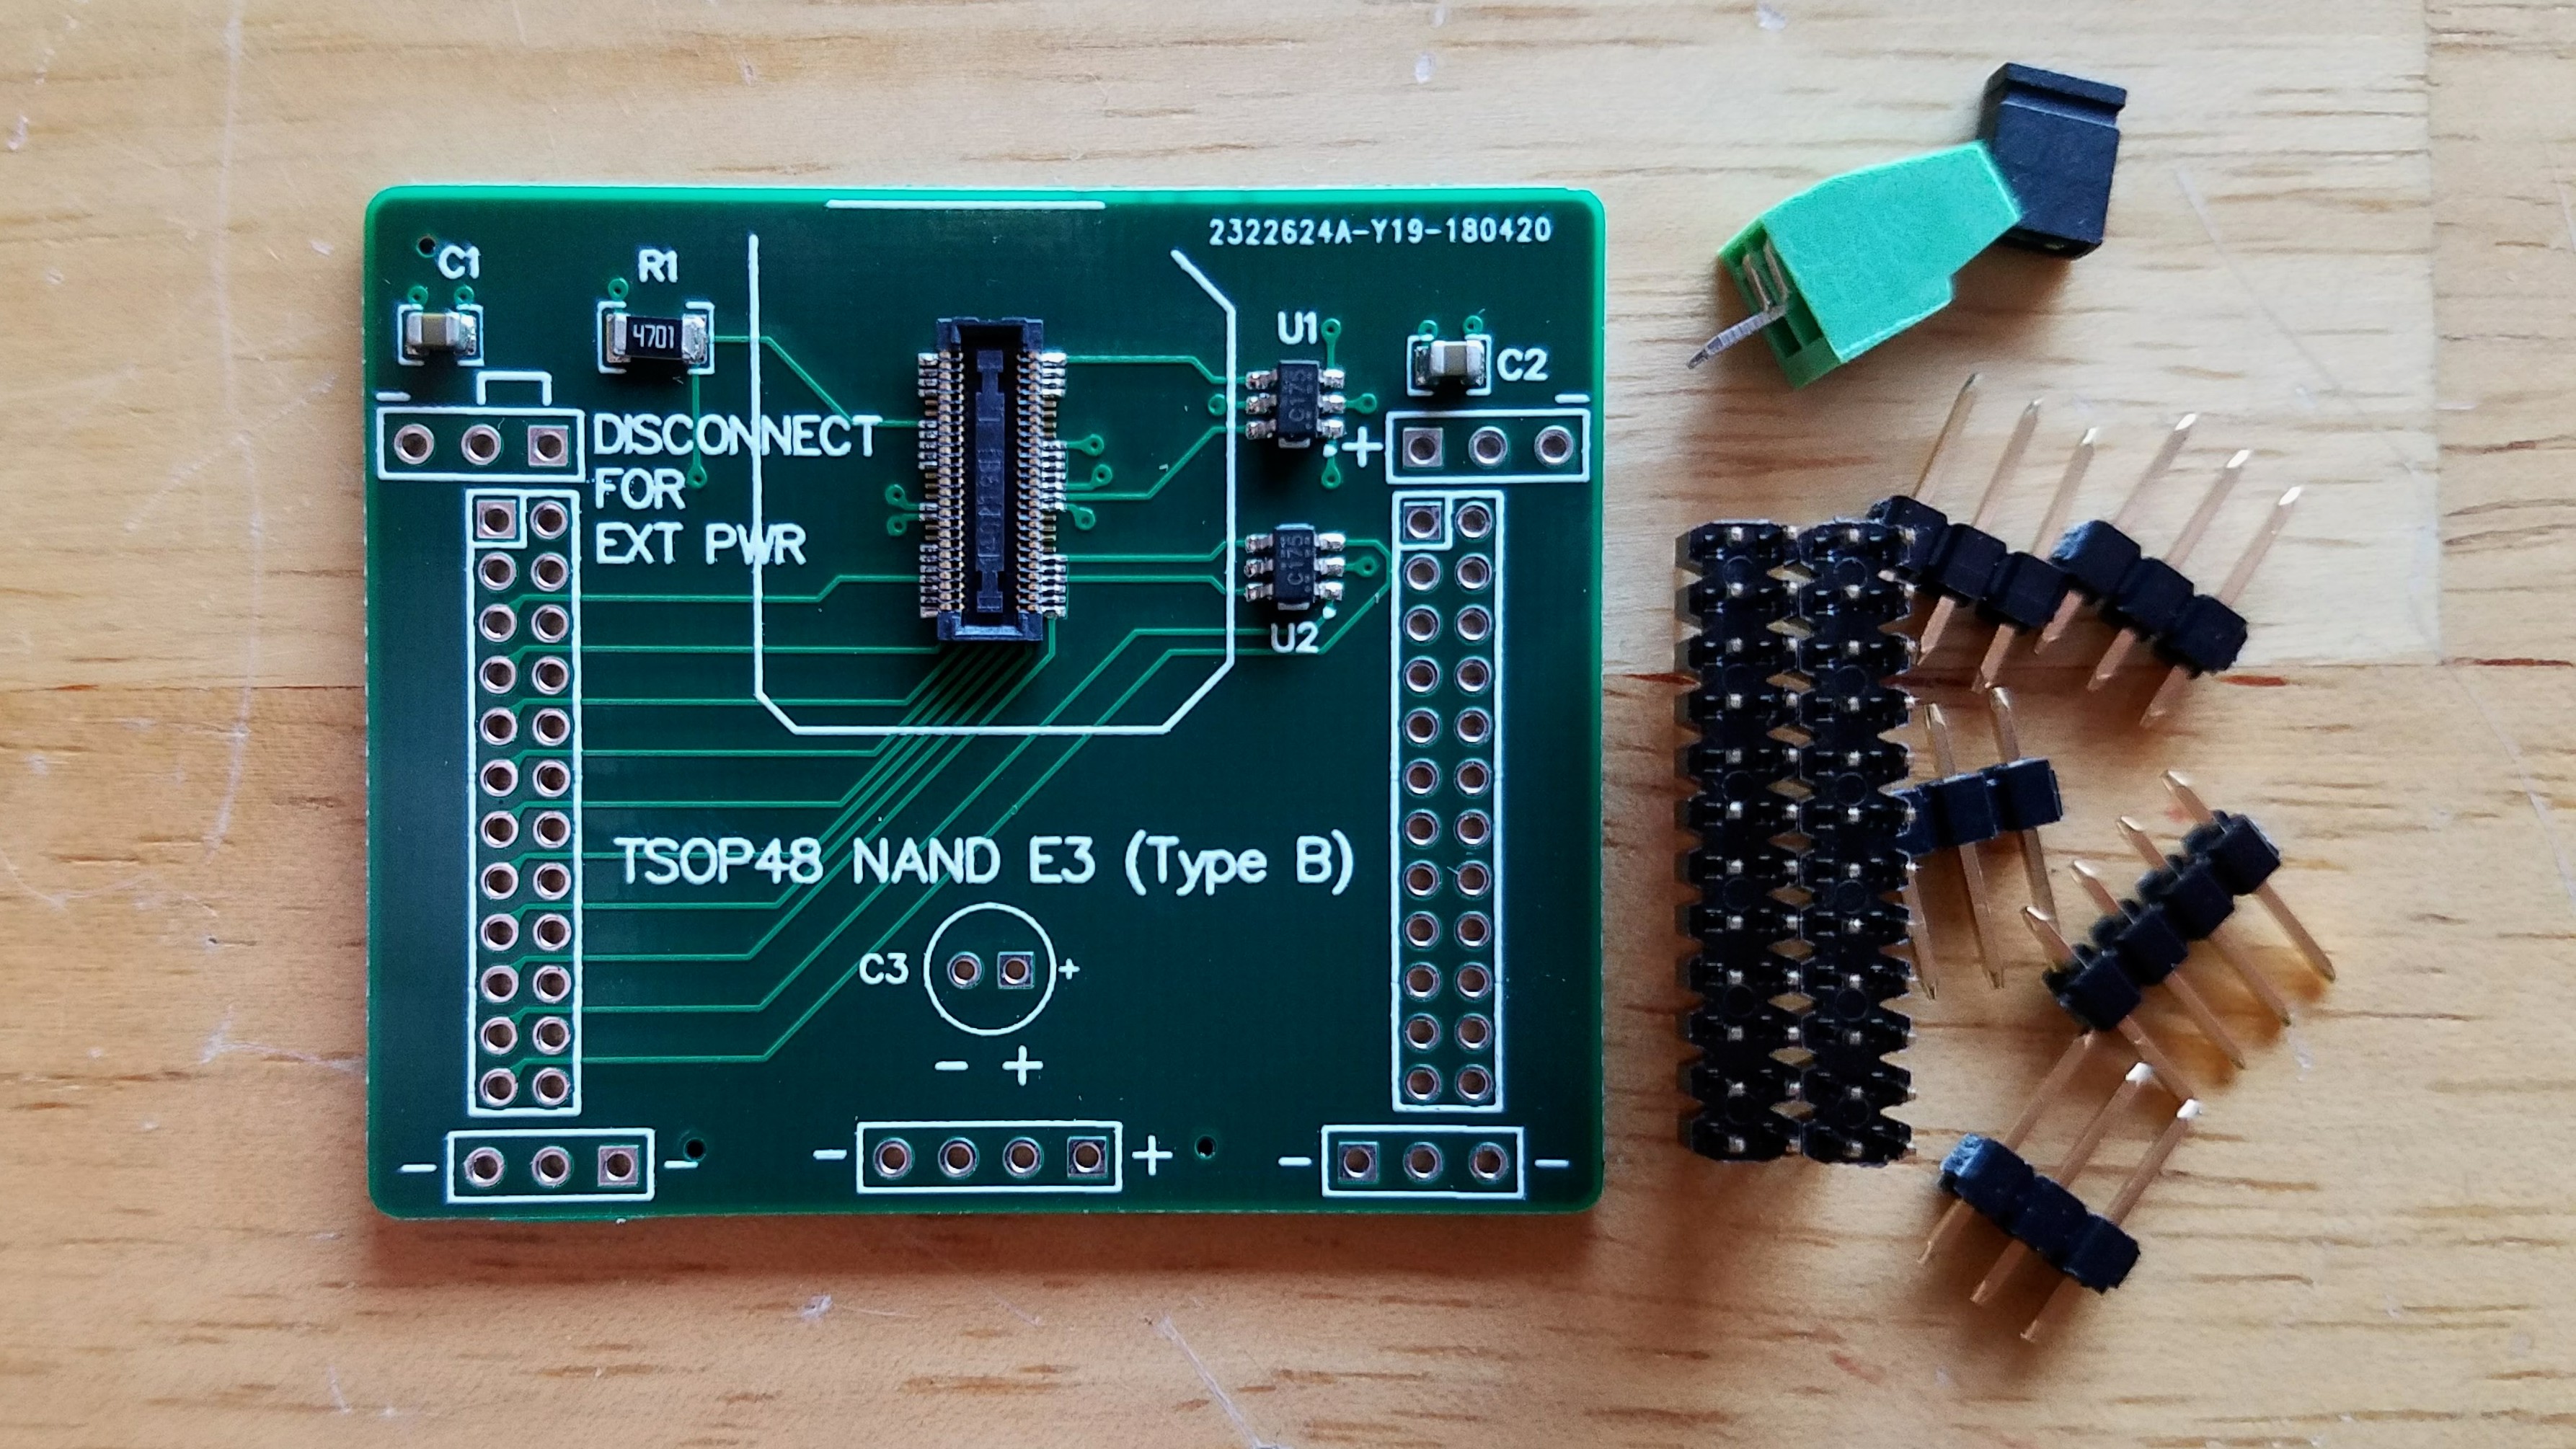 2322624A-Y19-180420
C1
R1
4701
U1
C175
C2
-
-
+
DISCONNECT
FOR
EXT PWR
C175
U2
TSOP48 NAND E3 (Type B)
C3
+
- +
- -
- +
- -